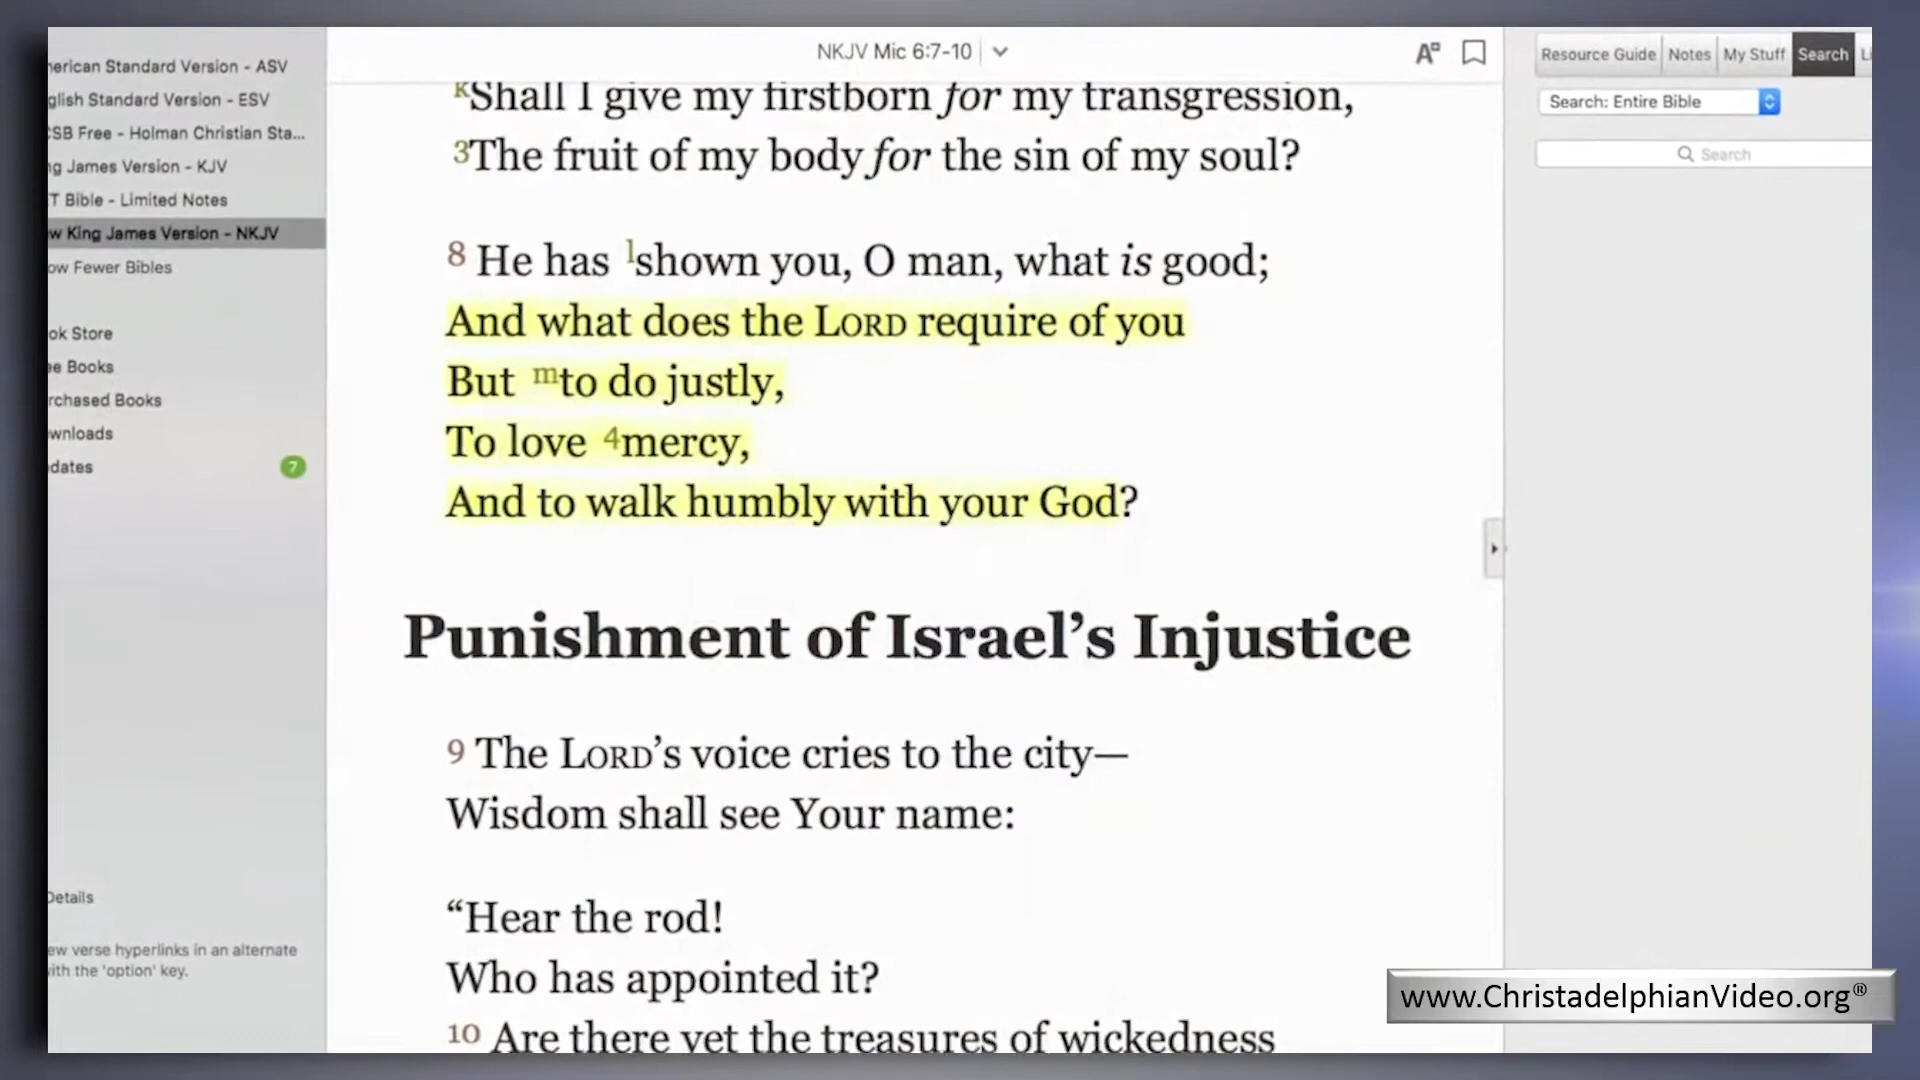 merican Standard Version - ASV
glish Standard Version - ESV
CSB Free - Holman Christian Sta...
ng James Version - KJV
T Bible - Limited Notes
w King James Version - NKJV
ow Fewer Bibles
ok Store
ee Books
rchased Books
wnloads
dates
7
Details
ew verse hyperlinks in an alternate
with the 'option' key.
NKJV Mic 6:7-10
kShall I give my firstborn for my transgression,
3The fruit of my body for the sin of my soul?
8 He has lshown you, O man, what is good;
And what does the LORD require of you
But mto do justly,
To love 4mercy,
And to walk humbly with your God?
Punishment of Israel’s Injustice
9 The LORD’s voice cries to the city—
Wisdom shall see Your name:
“Hear the rod!
Who has appointed it?
10 Are there yet the treasures of wickedness
Resource Guide Notes My Stuff Search Li
Search: Entire Bible
Search
www.ChristadelphianVideo.org®